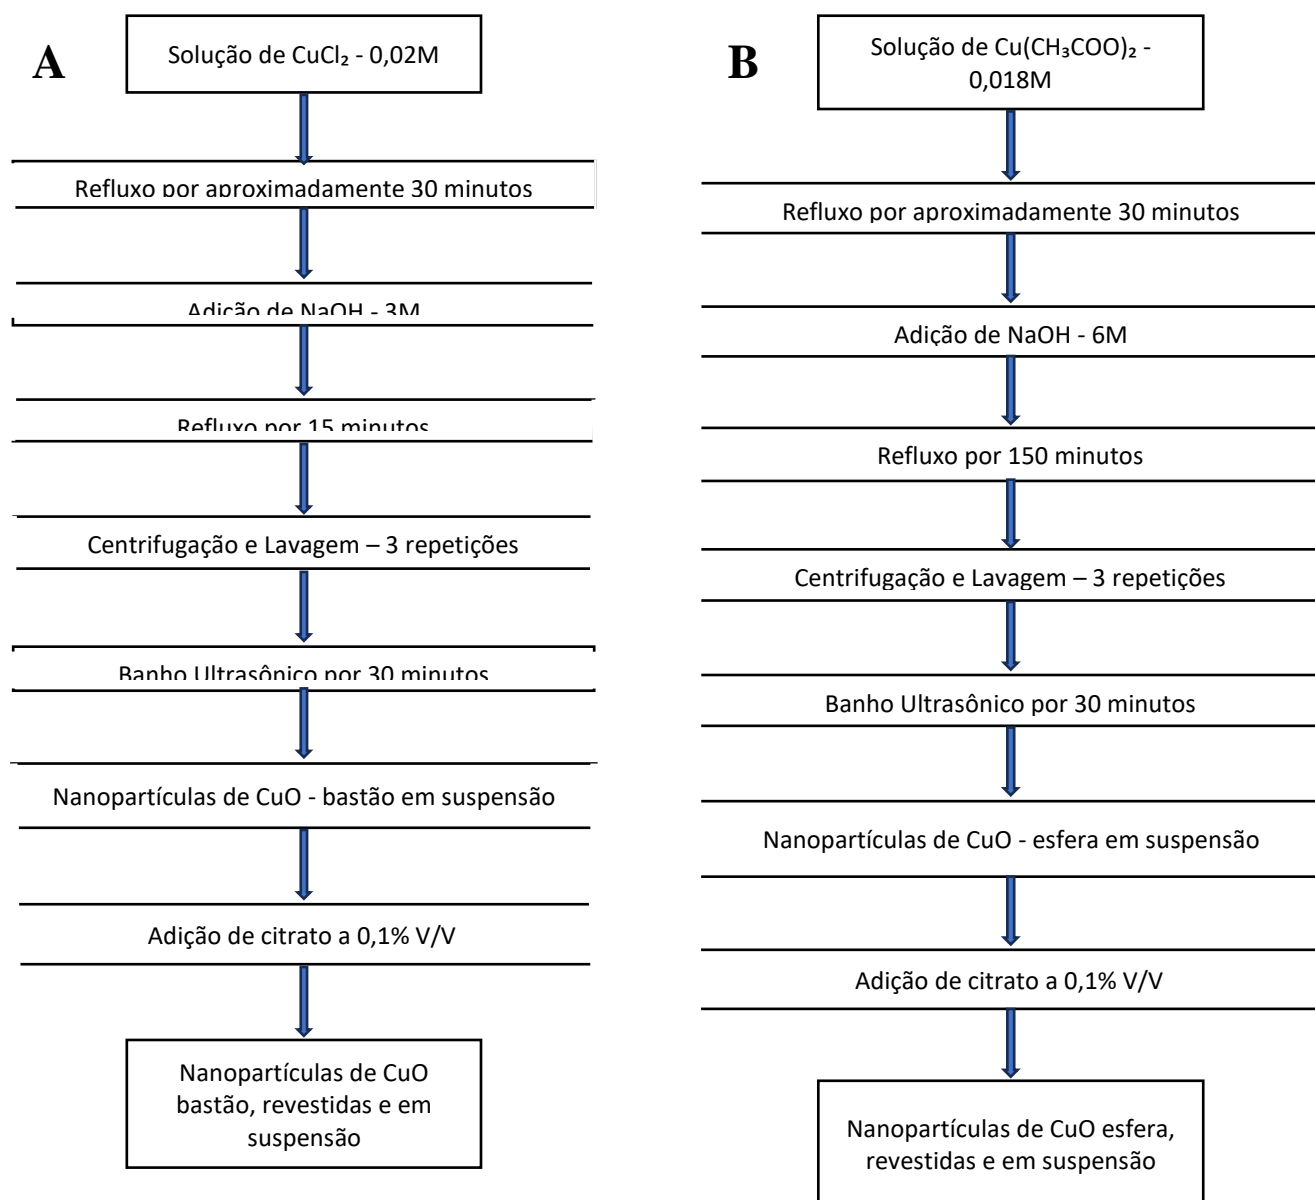 A
Solução de CuCl₂ - 0,02M
Refluxo por aproximadamente 30 minutos
Adição de NaOH - 3M
Refluxo por 15 minutos
Centrifugação e Lavagem – 3 repetições
Banho Ultrasônico por 30 minutos
Nanopartículas de CuO - bastão em suspensão
Adição de citrato a 0,1% V/V
Nanopartículas de CuO
bastão, revestidas e em
suspensão
B
Solução de Cu(CH₃COO)₂ -
0,018M
Refluxo por aproximadamente 30 minutos
Adição de NaOH - 6M
Refluxo por 150 minutos
Centrifugação e Lavagem – 3 repetições
Banho Ultrasônico por 30 minutos
Nanopartículas de CuO - esfera em suspensão
Adição de citrato a 0,1% V/V
Nanopartículas de CuO esfera,
revestidas e em suspensão